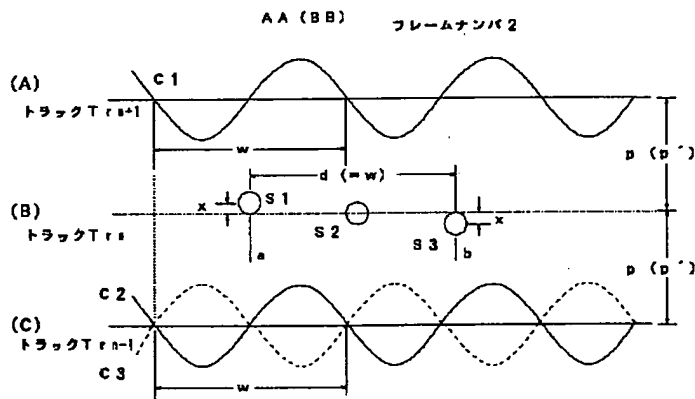 AA (BB) フレームナンバ2
(A)
C1
トラックTrn+1
w
p (p')
d (=w)
x
S1
(B)
S2
x
トラックTrn
a
S3
b
p (p')
C2
(C)
トラックTrn-1
C3
w